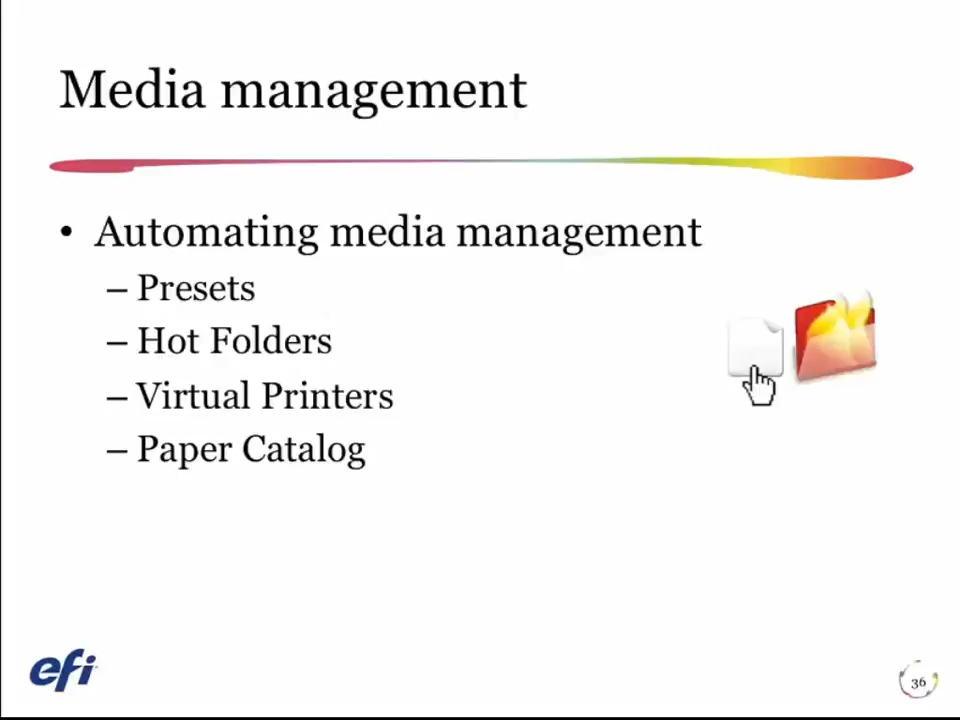 Media management
• Automating media management
– Presets
– Hot Folders
– Virtual Printers
– Paper Catalog
efi
36